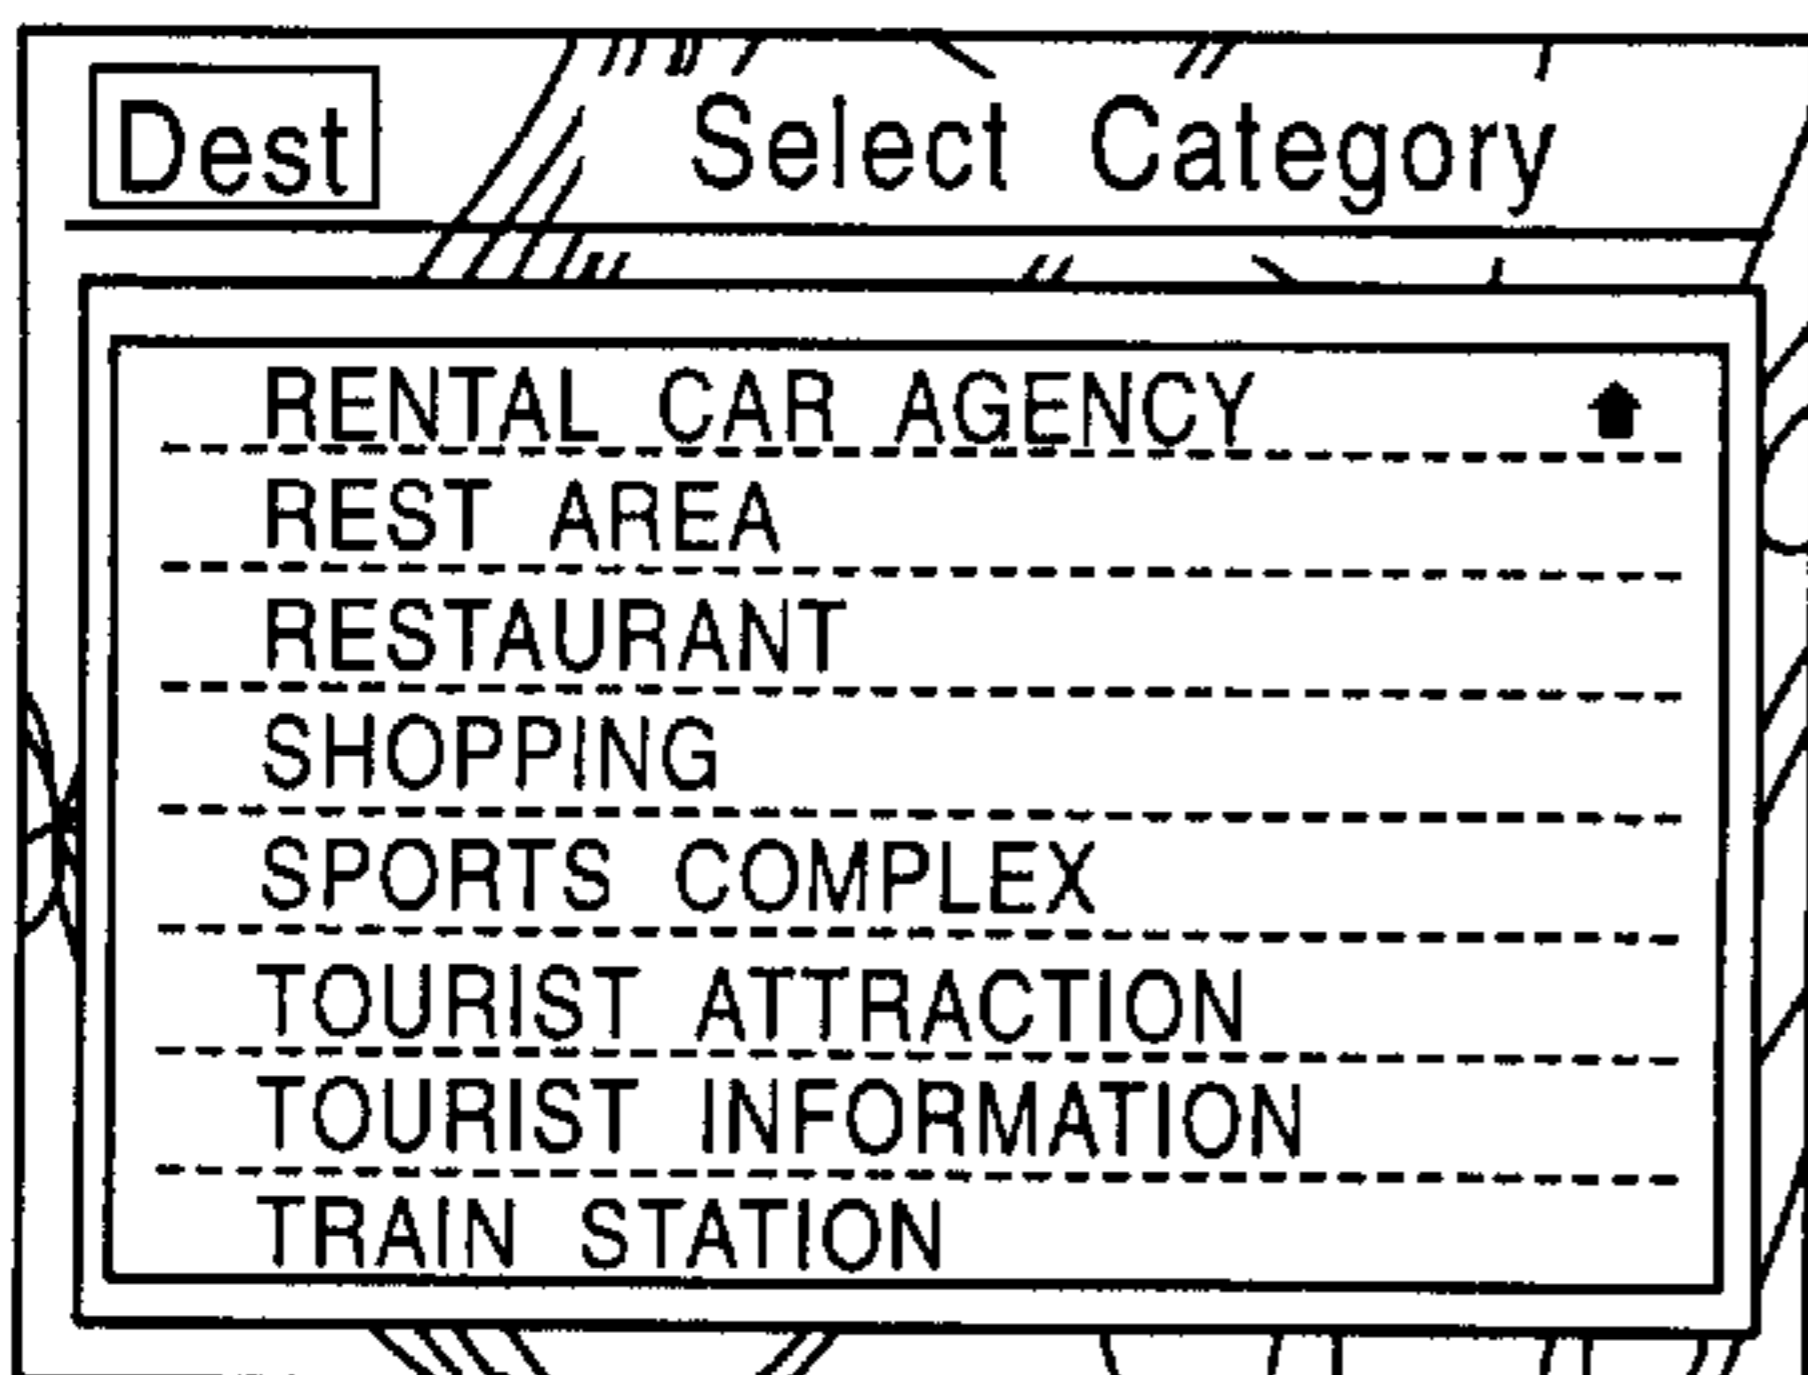 Dest Select Category
RENTAL CAR AGENCY
REST AREA
RESTAURANT
SHOPPING
SPORTS COMPLEX
TOURIST ATTRACTION
TOURIST INFORMATION
TRAIN STATION